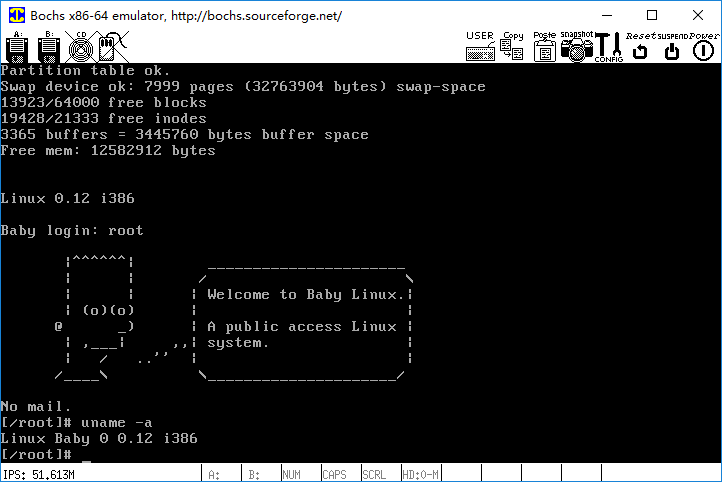 Bochs x86-64 emulator, http://bochs.sourceforge.net/
A: B: CD USER Copy Paste snapshot CONFIG Reset SUSPEND Power
Partition table ok.
Swap device ok: 7999 pages (32763904 bytes) swap-space
13923/64000 free blocks
19428/21333 free inodes
3365 buffers = 3445760 bytes buffer space
Free mem: 12582912 bytes
Linux 0.12 i386
Baby login: root
¦^^^^^^¦ ______________________
¦ ¦ / \
¦ ¦ ¦ Welcome to Baby Linux.¦
¦ (o)(o) ¦ ¦
@ _) ¦ A public access Linux ¦
¦ ,___¦ ,,¦ system. ¦
¦ / ..'' ¦ ¦
/____\ \_____________________/
No mail.
[/root]# uname -a
Linux Baby 0 0.12 i386
[/root]# _
IPS: 51.613M A: B: NUM CAPS SCRL HD:0-M